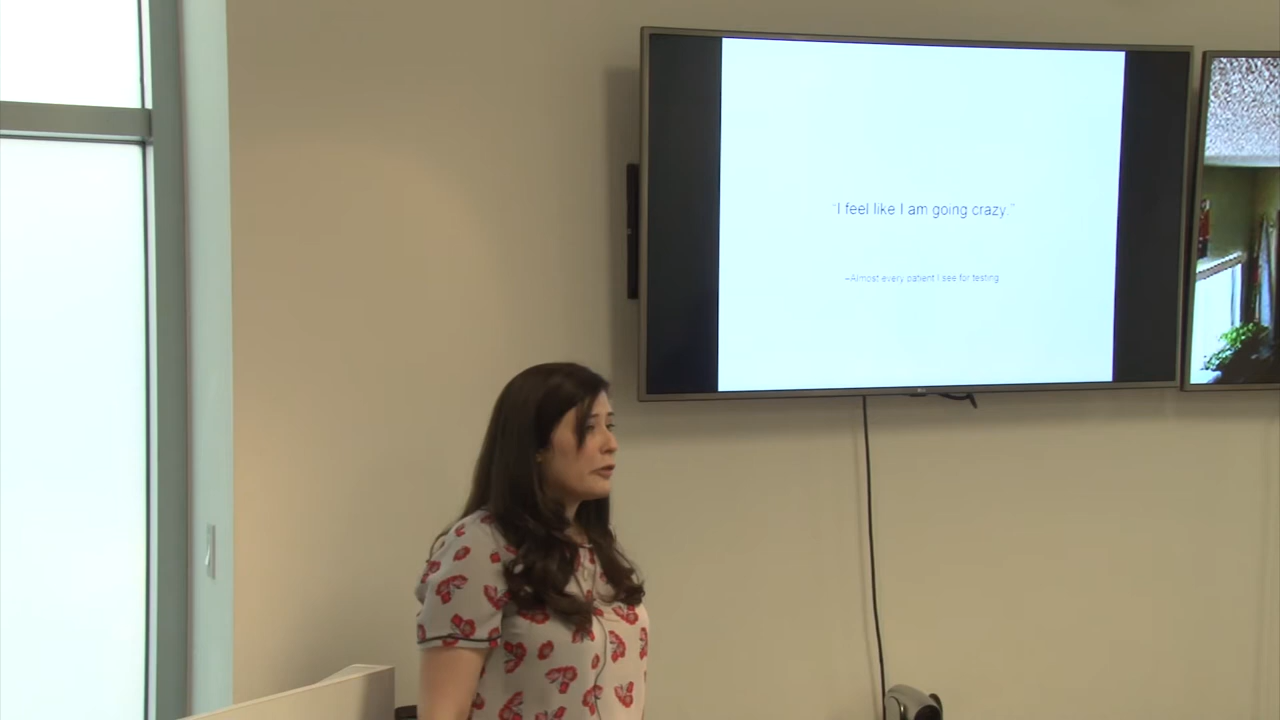 “I feel like I am going crazy.”
–Almost every patient I see for testing